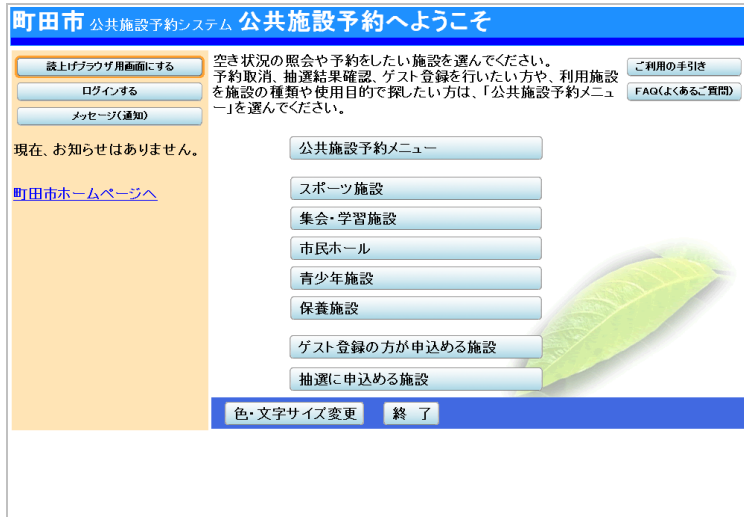 町田市 公共施設予約システム 公共施設予約へようこそ
読上げブラウザ用画面にする
ログインする
メッセージ(通知)
現在、お知らせはありません。
町田市ホームページへ
空き状況の照会や予約をしたい施設を選んでください。
予約取消、抽選結果確認、ゲスト登録を行いたい方や、利用施設
を施設の種類や使用目的で探したい方は、「公共施設予約メニュ
ー」を選んでください。
ご利用の手引き
FAQ(よくあるご質問)
公共施設予約メニュー
スポーツ施設
集会・学習施設
市民ホール
青少年施設
保養施設
ゲスト登録の方が申込める施設
抽選に申込める施設
色・文字サイズ変更
終 了